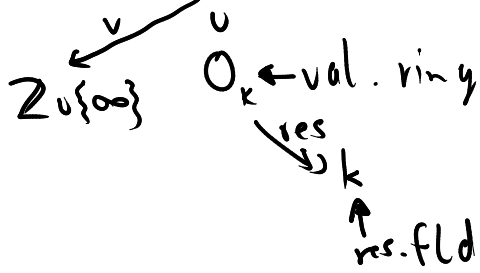 v ∪
ℤ∪{∞} O_K ← val. ring
res
k
res. fld